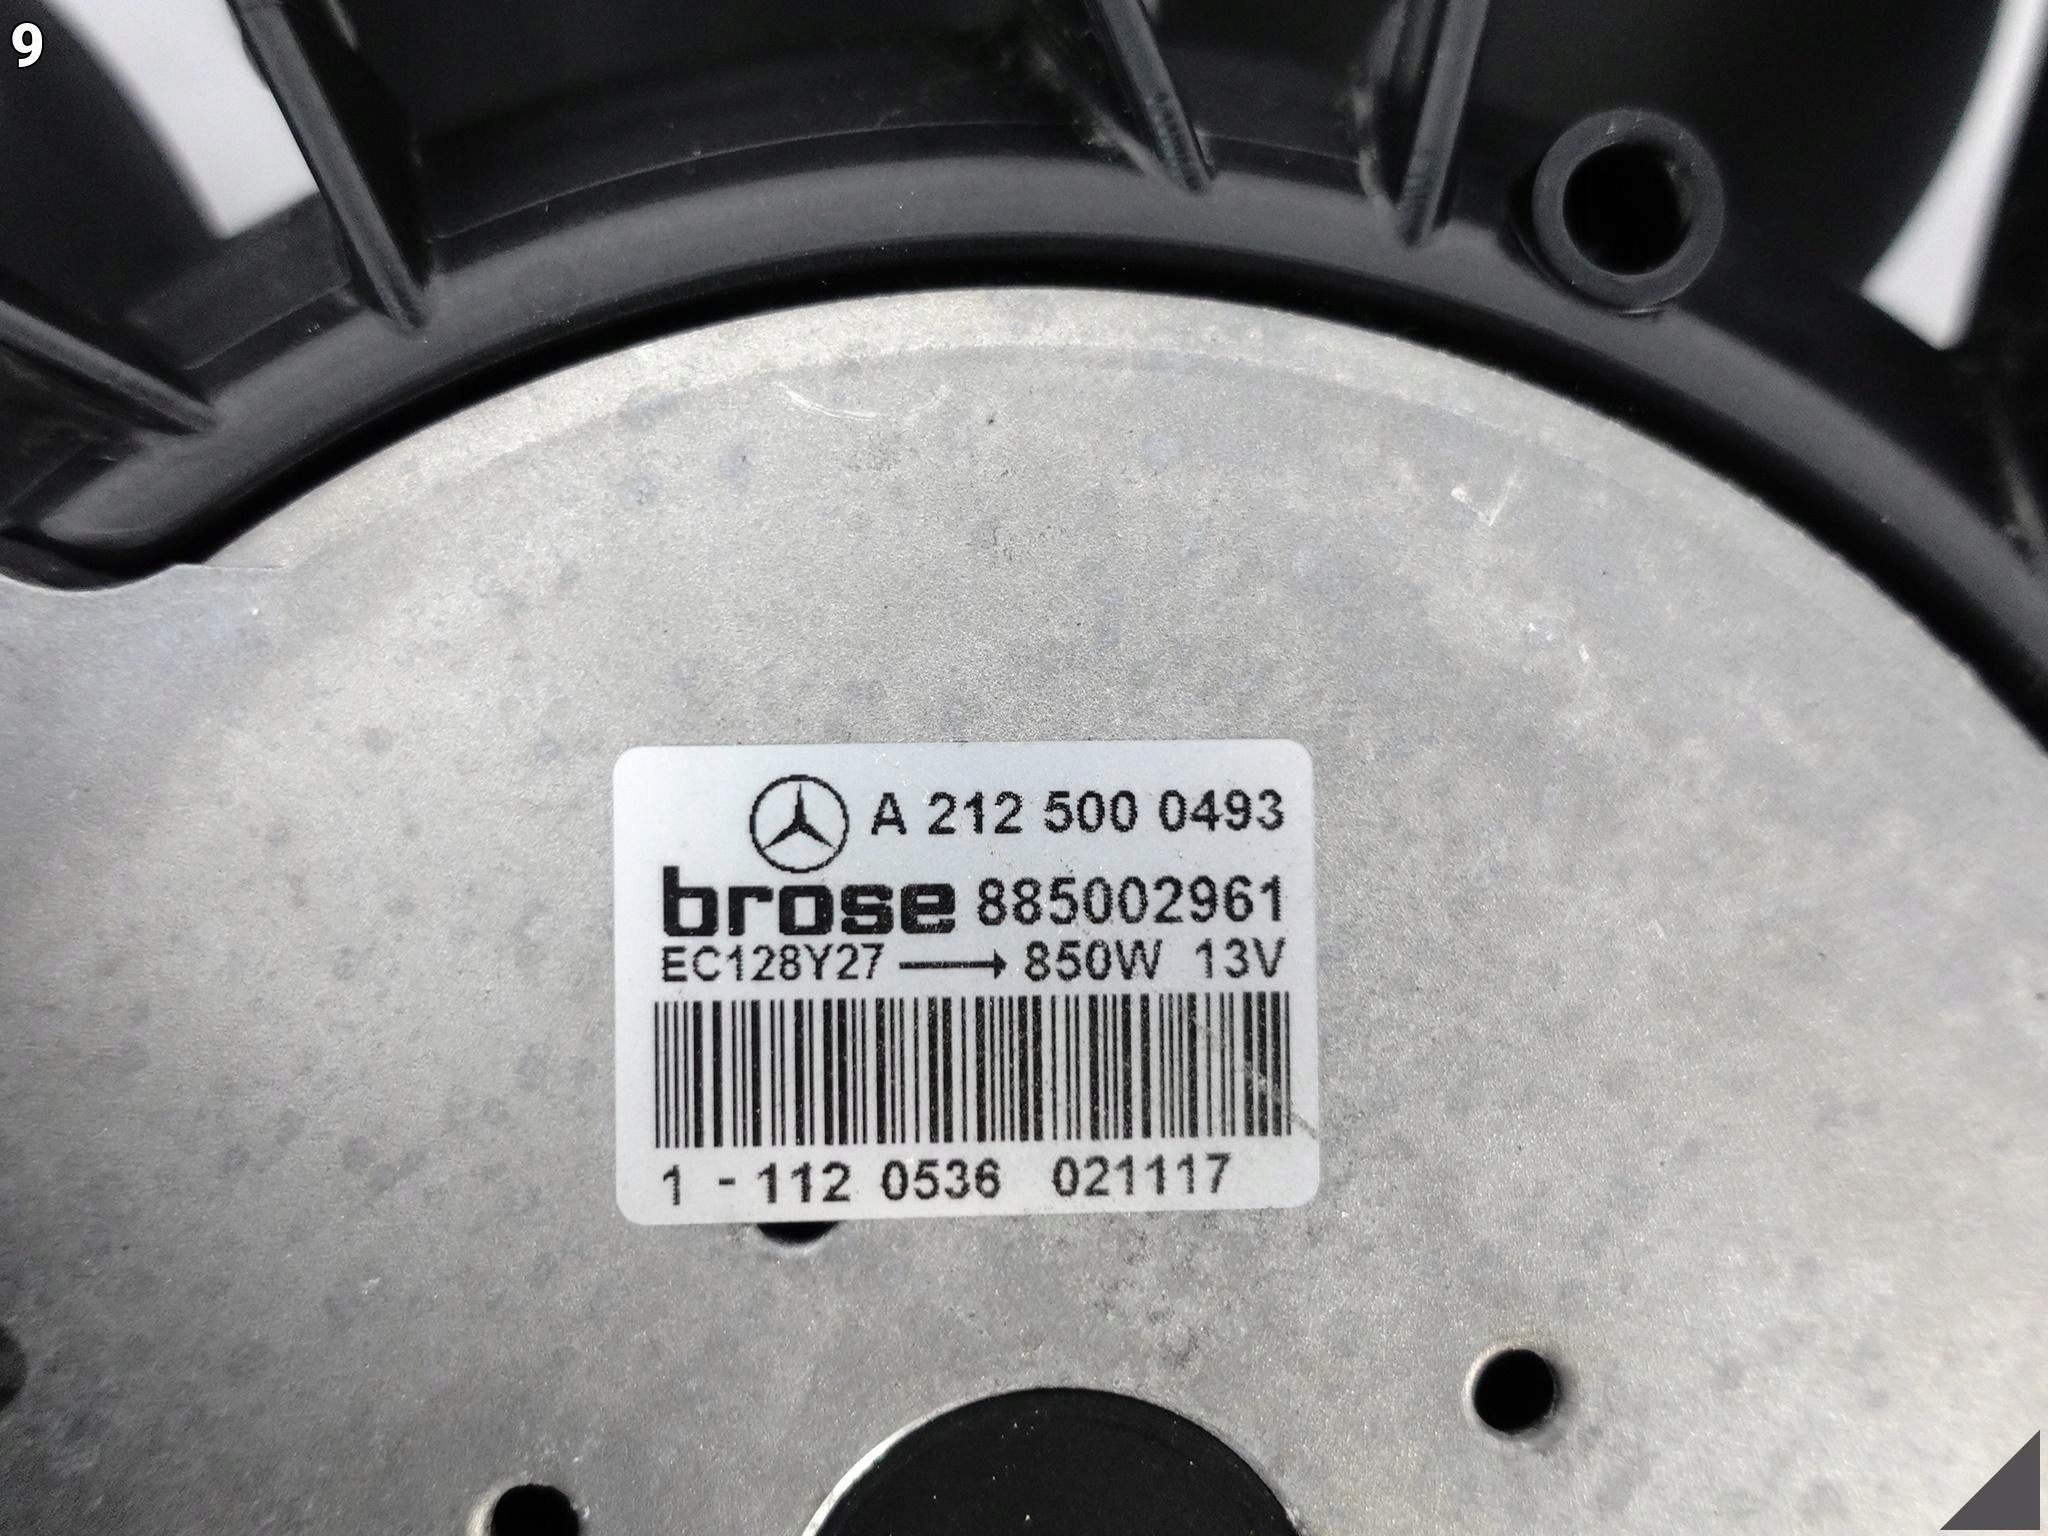 9
A 212 500 0493
brose 885002961
EC128Y27 → 850W 13V
1 - 112 0536 021117